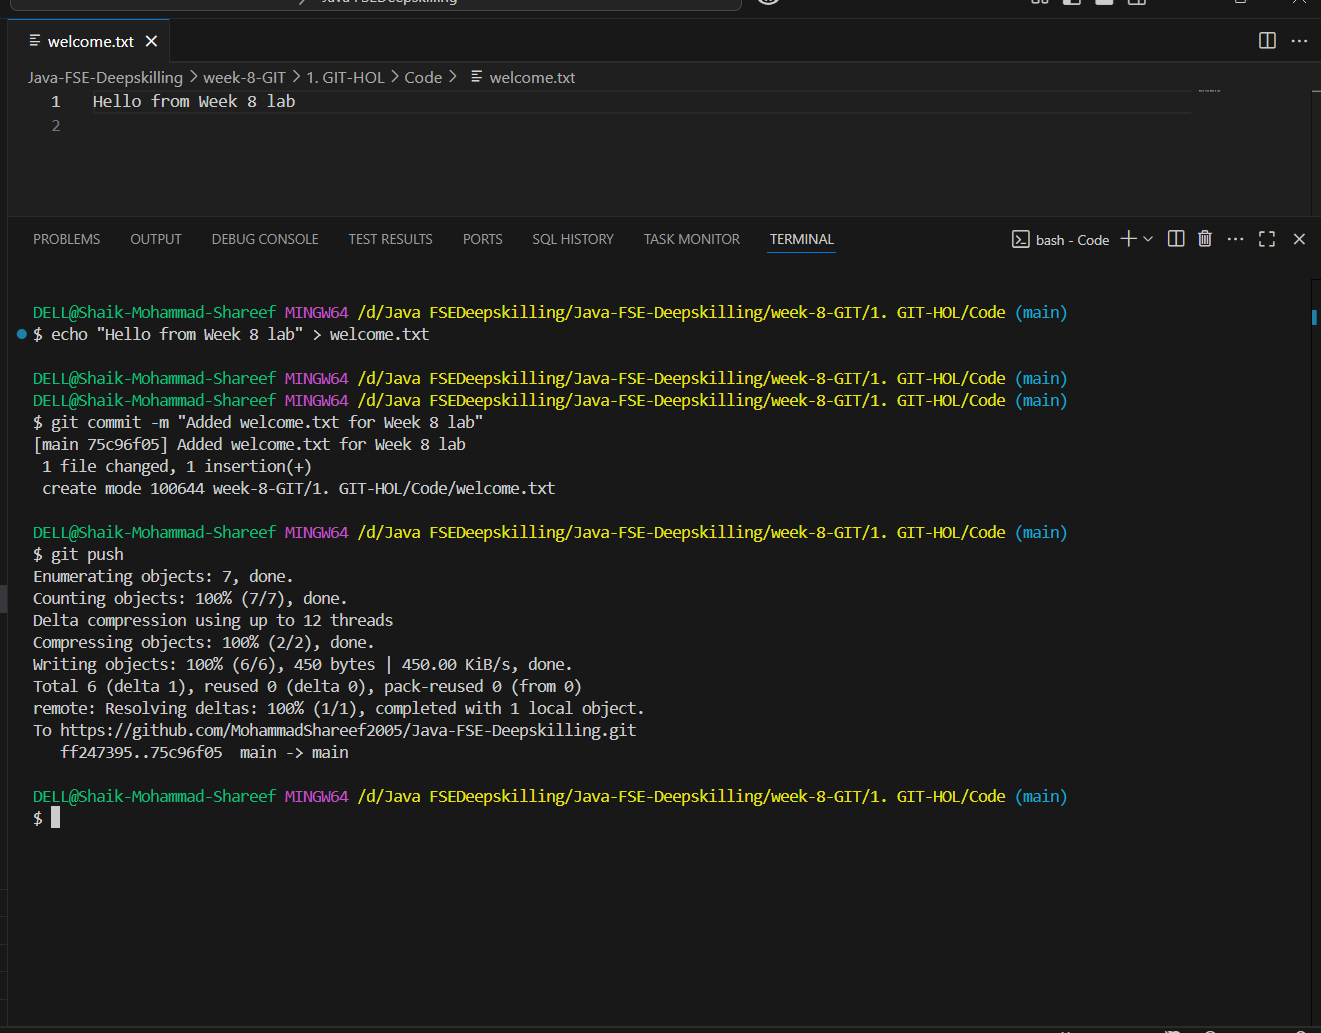 welcome.txt
Java-FSE-Deepskilling > week-8-GIT > 1. GIT-HOL > Code > welcome.txt
1 Hello from Week 8 lab
2
PROBLEMS OUTPUT DEBUG CONSOLE TEST RESULTS PORTS SQL HISTORY TASK MONITOR TERMINAL bash - Code
DELL@Shaik-Mohammad-Shareef MINGW64 /d/Java FSEDeepskilling/Java-FSE-Deepskilling/week-8-GIT/1. GIT-HOL/Code (main)
$ echo "Hello from Week 8 lab" > welcome.txt
DELL@Shaik-Mohammad-Shareef MINGW64 /d/Java FSEDeepskilling/Java-FSE-Deepskilling/week-8-GIT/1. GIT-HOL/Code (main)
DELL@Shaik-Mohammad-Shareef MINGW64 /d/Java FSEDeepskilling/Java-FSE-Deepskilling/week-8-GIT/1. GIT-HOL/Code (main)
$ git commit -m "Added welcome.txt for Week 8 lab"
[main 75c96f05] Added welcome.txt for Week 8 lab
1 file changed, 1 insertion(+)
create mode 100644 week-8-GIT/1. GIT-HOL/Code/welcome.txt
DELL@Shaik-Mohammad-Shareef MINGW64 /d/Java FSEDeepskilling/Java-FSE-Deepskilling/week-8-GIT/1. GIT-HOL/Code (main)
$ git push
Enumerating objects: 7, done.
Counting objects: 100% (7/7), done.
Delta compression using up to 12 threads
Compressing objects: 100% (2/2), done.
Writing objects: 100% (6/6), 450 bytes | 450.00 KiB/s, done.
Total 6 (delta 1), reused 0 (delta 0), pack-reused 0 (from 0)
remote: Resolving deltas: 100% (1/1), completed with 1 local object.
To https://github.com/MohammadShareef2005/Java-FSE-Deepskilling.git
ff247395..75c96f05  main -> main
DELL@Shaik-Mohammad-Shareef MINGW64 /d/Java FSEDeepskilling/Java-FSE-Deepskilling/week-8-GIT/1. GIT-HOL/Code (main)
$